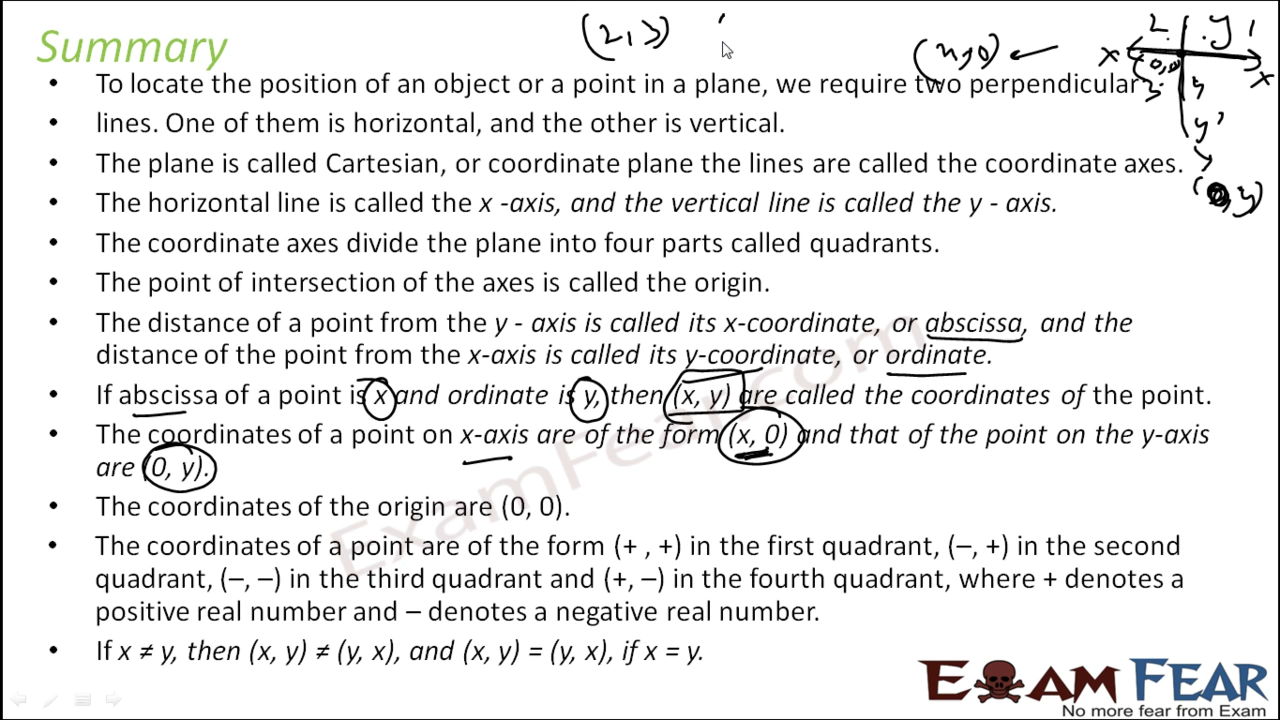 Summary
(2, 3)
(x, 0)
2
y
1
x
(0, 0)
x
3
y'
(0, y)
• To locate the position of an object or a point in a plane, we require two perpendicular
• lines. One of them is horizontal, and the other is vertical.
• The plane is called Cartesian, or coordinate plane the lines are called the coordinate axes.
• The horizontal line is called the x -axis, and the vertical line is called the y - axis.
• The coordinate axes divide the plane into four parts called quadrants.
• The point of intersection of the axes is called the origin.
• The distance of a point from the y - axis is called its x-coordinate, or abscissa, and the
distance of the point from the x-axis is called its y-coordinate, or ordinate.
• If abscissa of a point is x and ordinate is y, then (x, y) are called the coordinates of the point.
• The coordinates of a point on x-axis are of the form (x, 0) and that of the point on the y-axis
are (0, y).
• The coordinates of the origin are (0, 0).
• The coordinates of a point are of the form (+ , +) in the first quadrant, (–, +) in the second
quadrant, (–, –) in the third quadrant and (+, –) in the fourth quadrant, where + denotes a
positive real number and – denotes a negative real number.
• If x ≠ y, then (x, y) ≠ (y, x), and (x, y) = (y, x), if x = y.
ExamFear.com
EXAM FEAR
No more fear from Exam